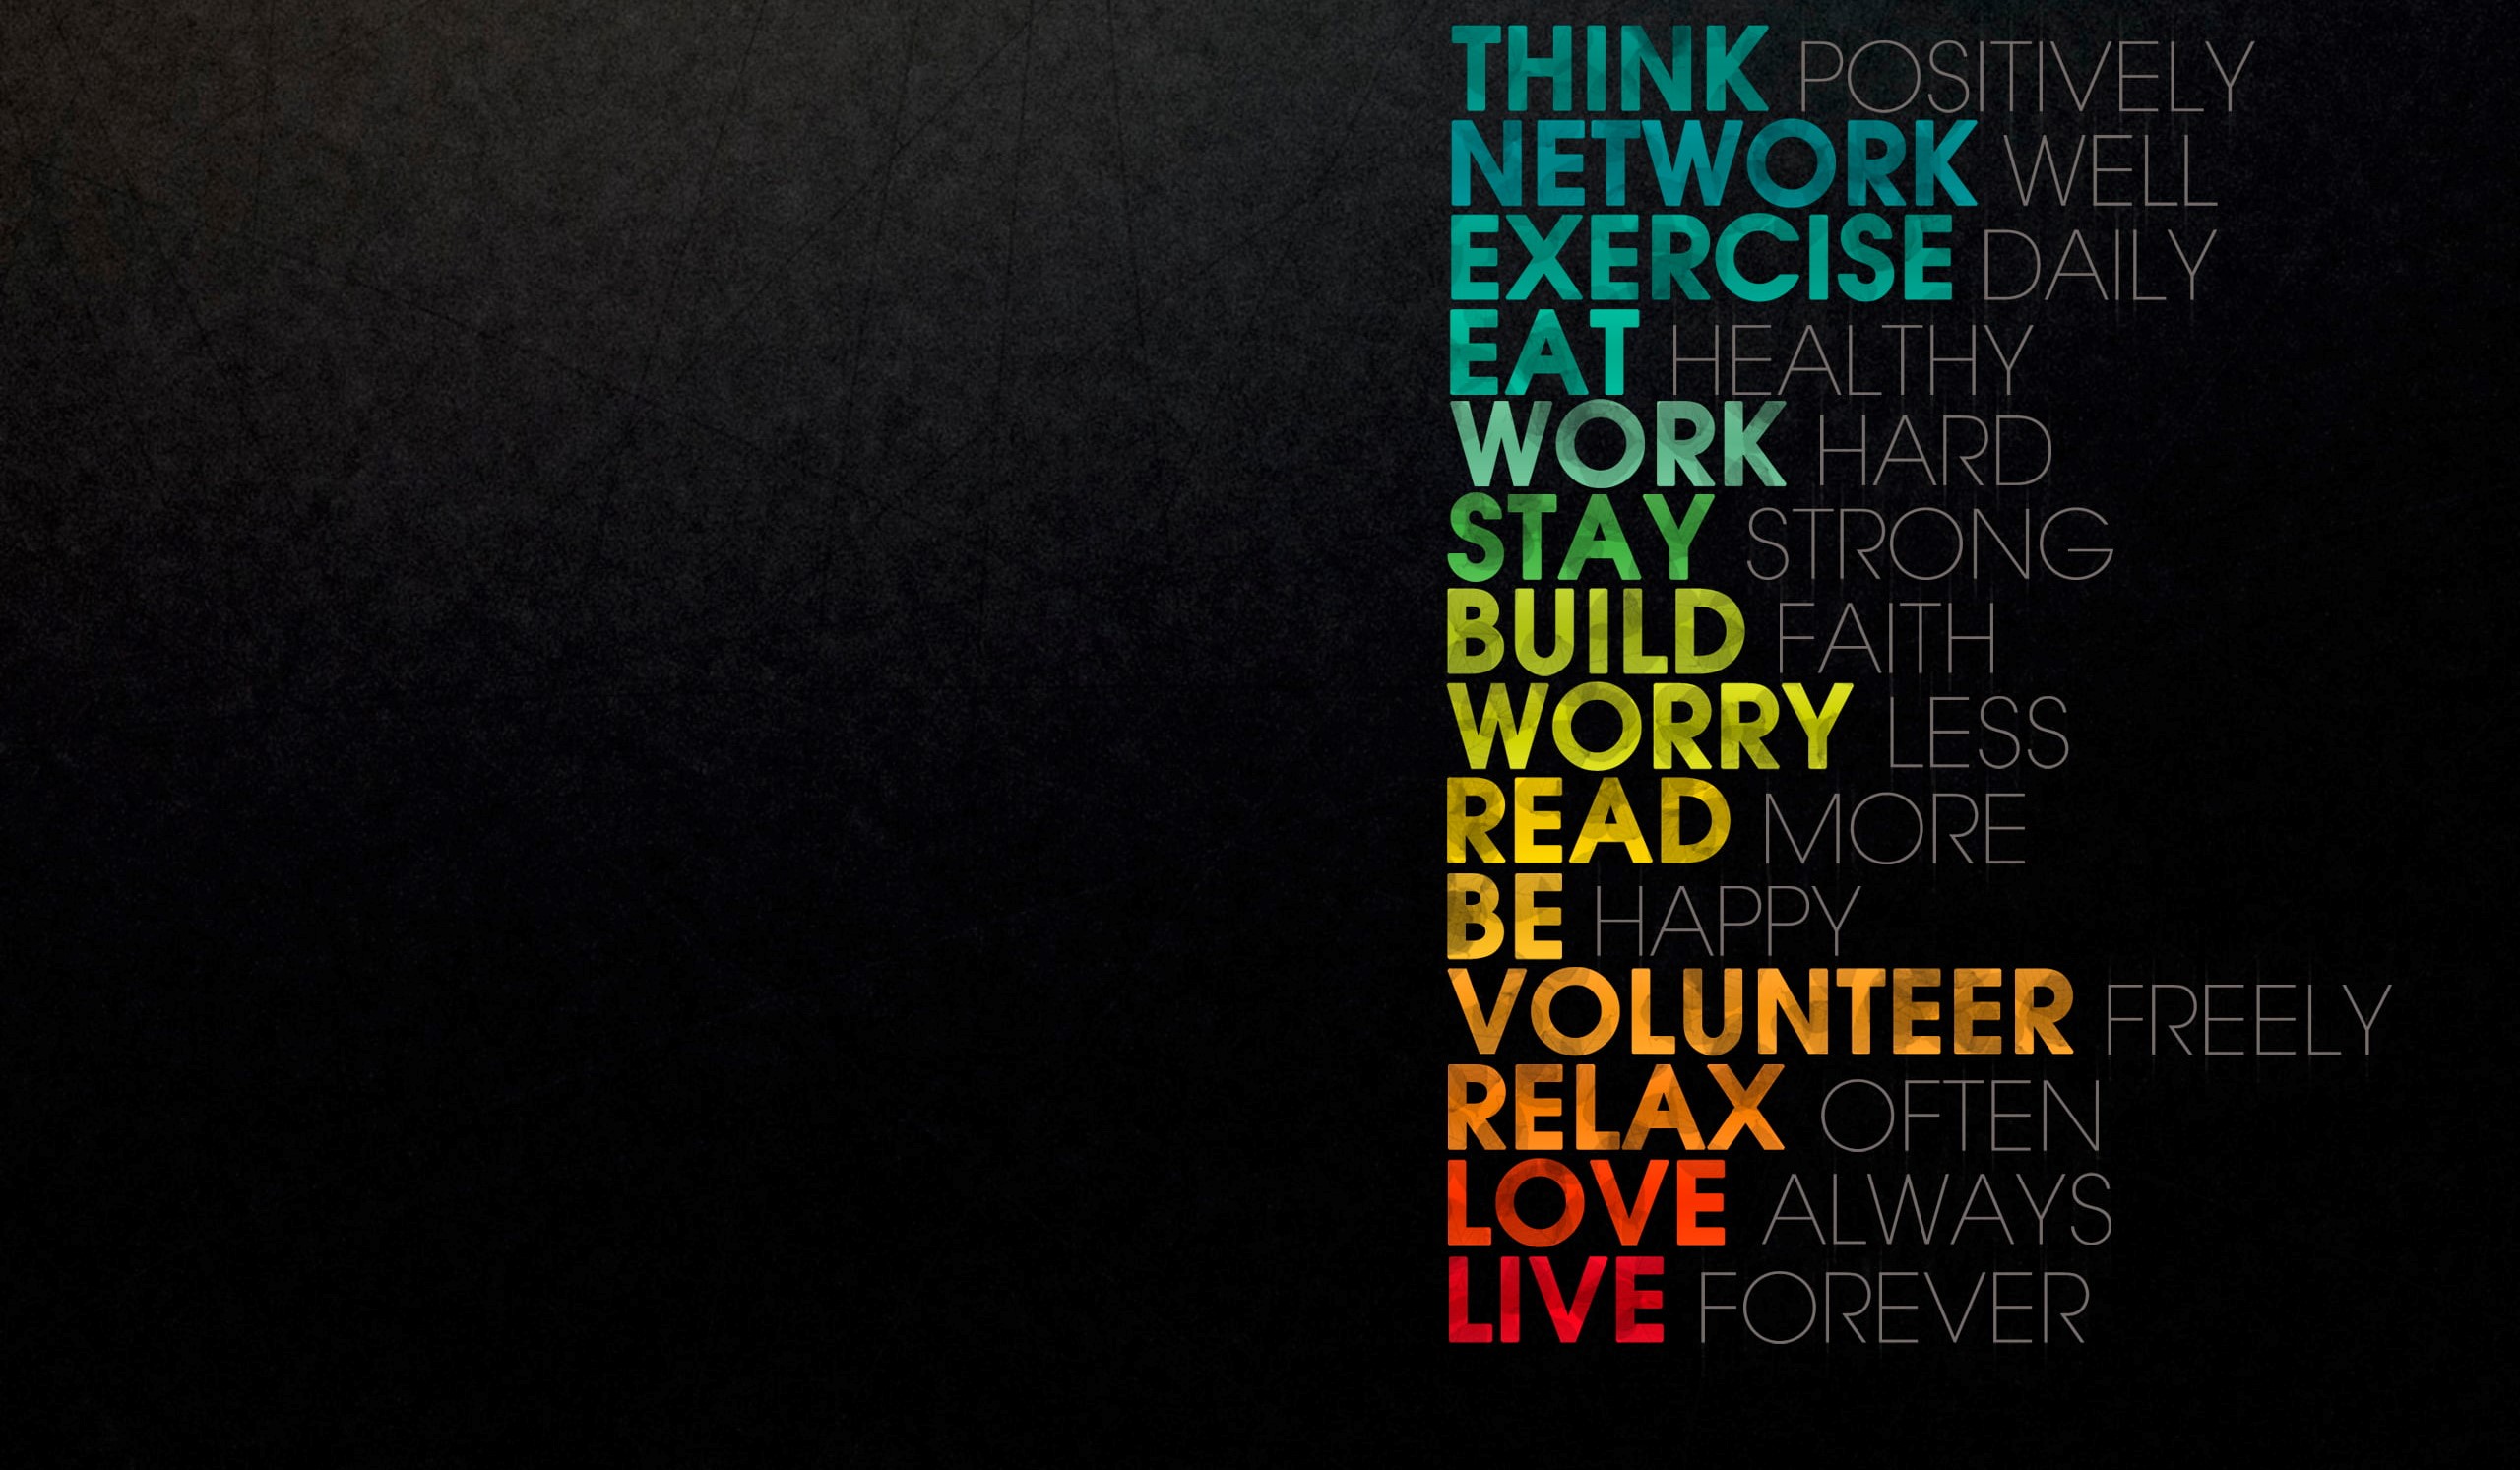 THINK POSITIVELY
NETWORK WELL
EXERCISE DAILY
EAT HEALTHY
WORK HARD
STAY STRONG
BUILD FAITH
WORRY LESS
READ MORE
BE HAPPY
VOLUNTEER FREELY
RELAX OFTEN
LOVE ALWAYS
LIVE FOREVER